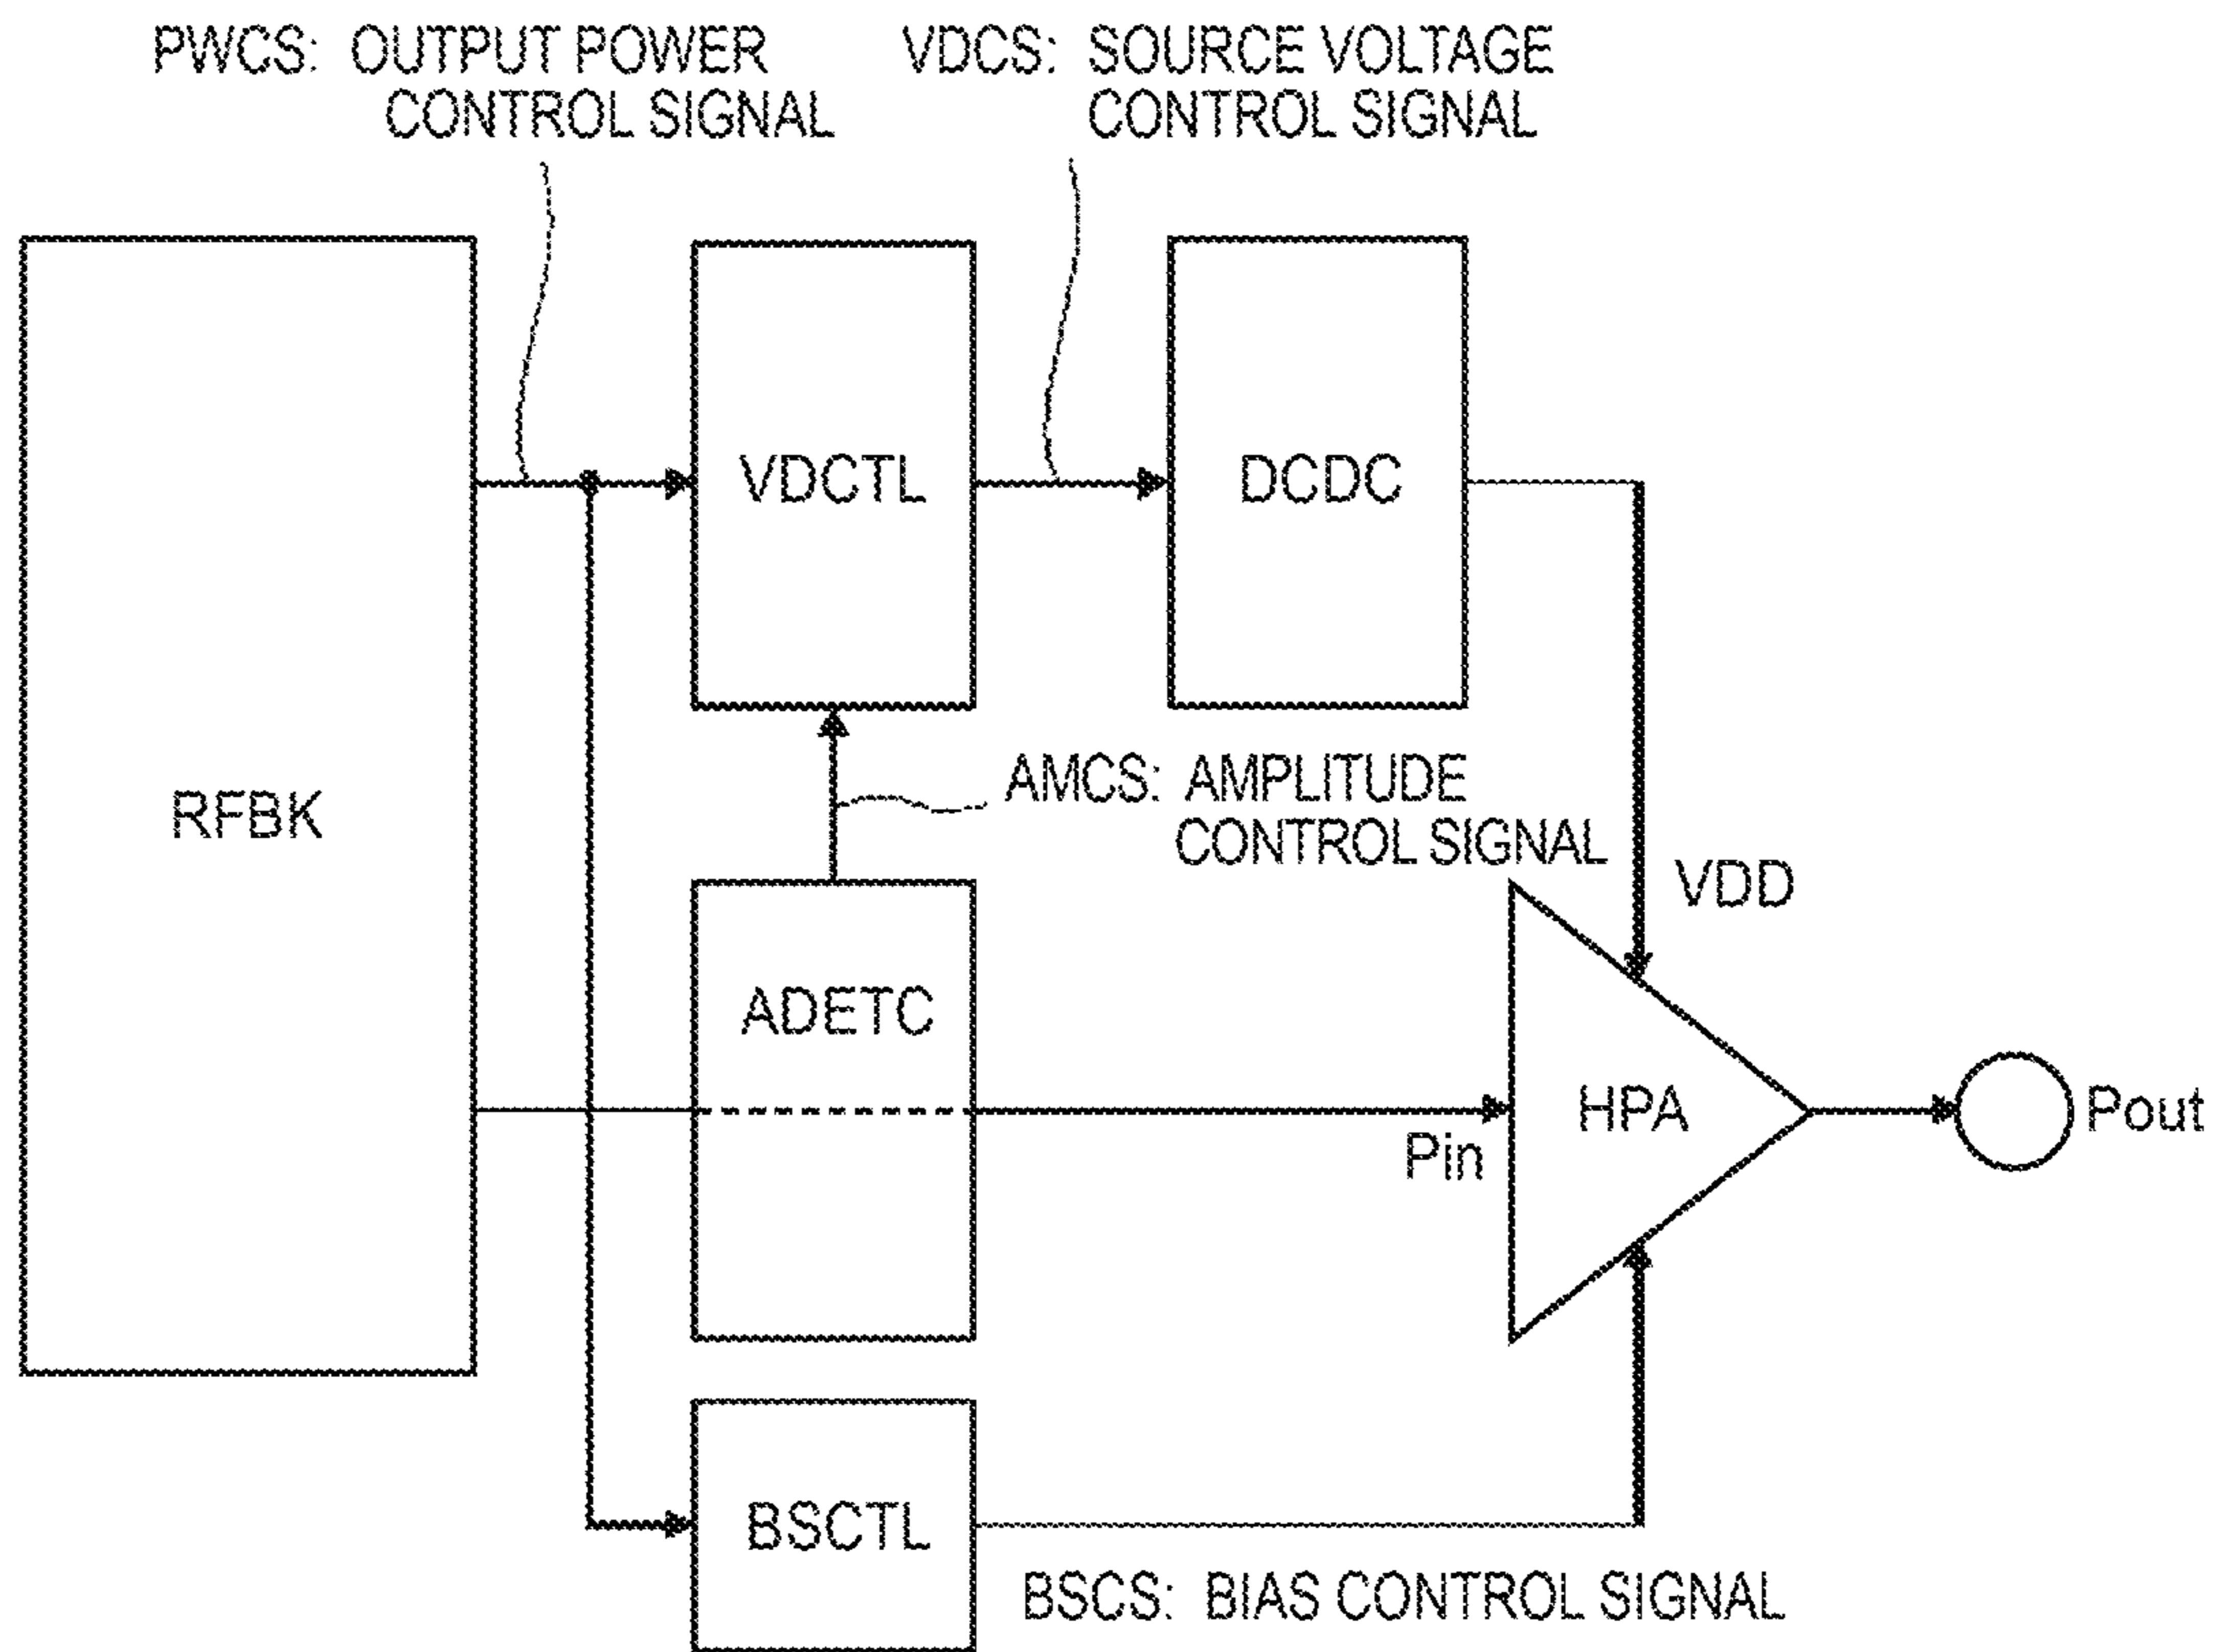 PWCS: OUTPUT POWER
CONTROL SIGNAL
VDCS: SOURCE VOLTAGE
CONTROL SIGNAL
VDCTL
DCDC
RFBK
AMCS: AMPLITUDE
CONTROL SIGNAL
VDD
ADETC
HPA
Pout
Pin
BSCTL
BSCS: BIAS CONTROL SIGNAL